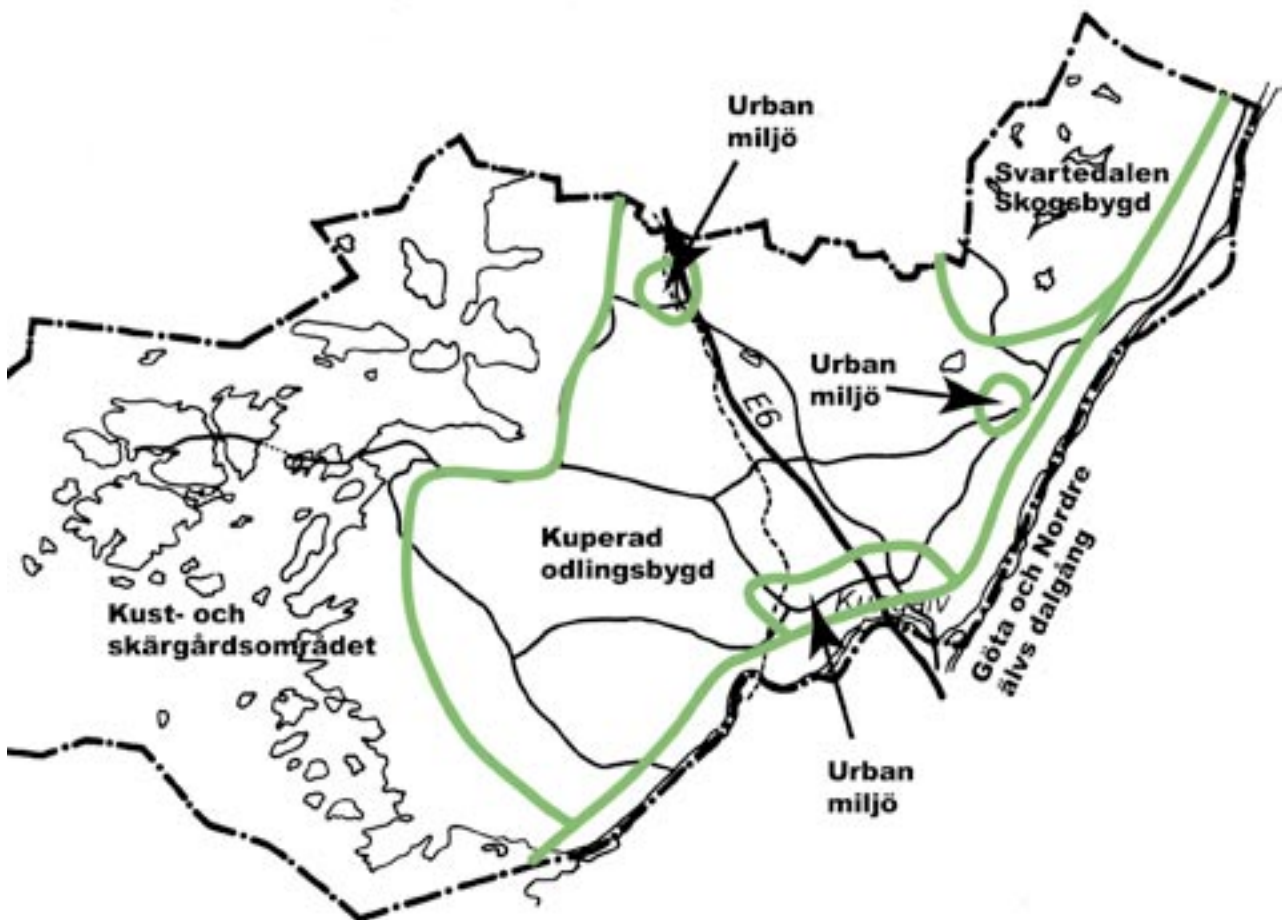 Urban
miljö
Svartedalen
Skogsbygd
Urban
miljö
E6
Kuperad
odlingsbygd
Kust- och
skärgårdsområdet
Göta och Nordre
älvs dalgång
Urban
miljö